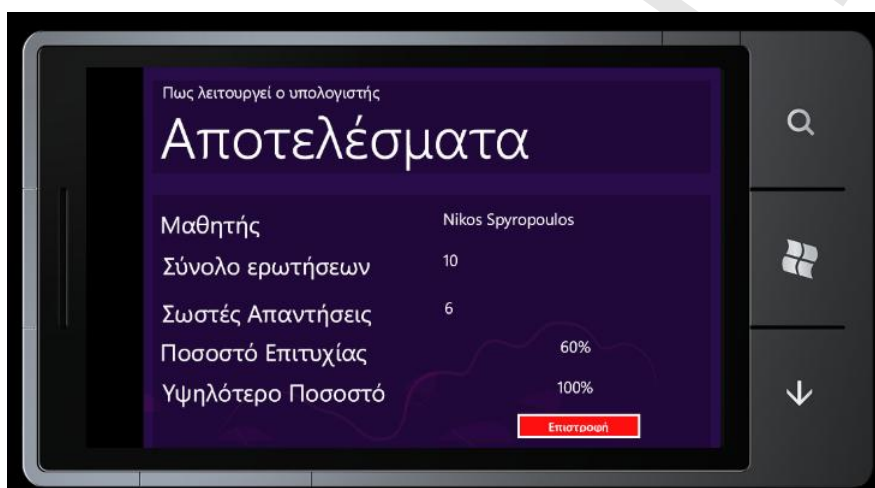 Πως λειτουργεί ο υπολογιστής
Αποτελέσματα
Μαθητής Nikos Spyropoulos
Σύνολο ερωτήσεων 10
Σωστές Απαντήσεις 6
Ποσοστό Επιτυχίας 60%
Υψηλότερο Ποσοστό 100%
Επιστροφή